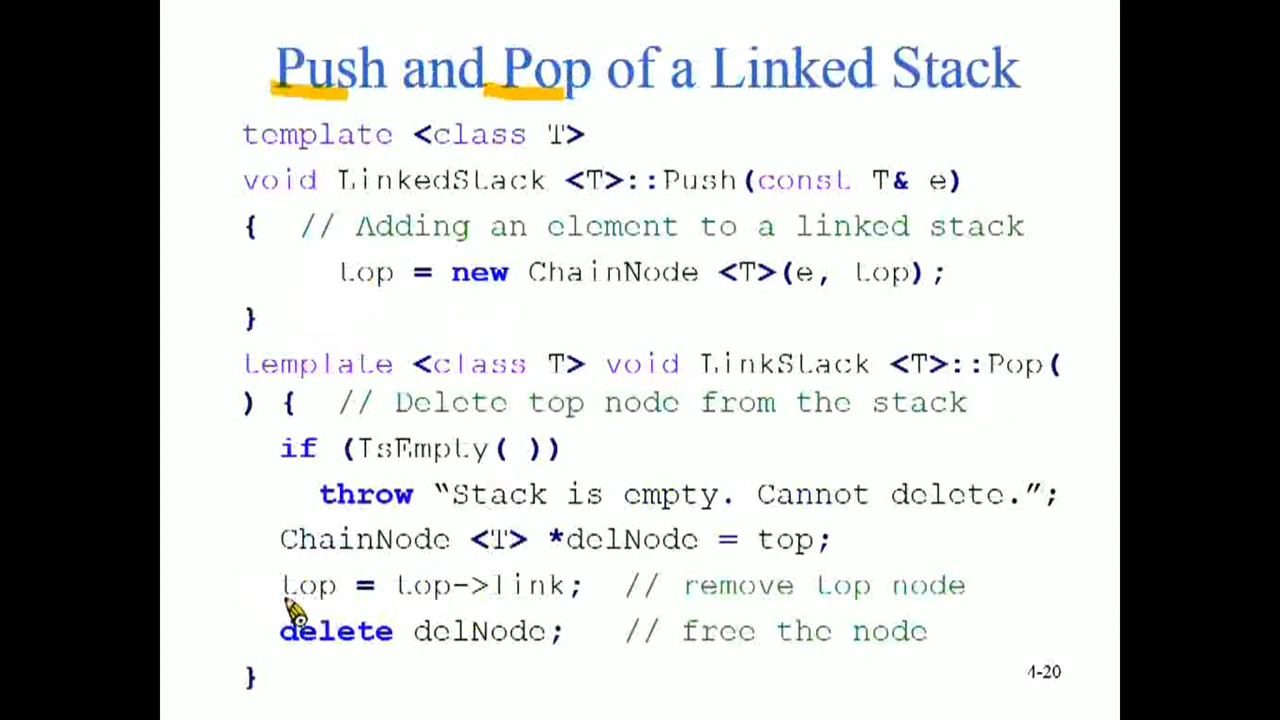 Push and Pop of a Linked Stack
template <class T>
void LinkedStack <T>::Push(const T& e)
{ // Adding an element to a linked stack
top = new ChainNode <T>(e, top);
}
template <class T> void LinkStack <T>::Pop(
) { // Delete top node from the stack
if (IsEmpty( ))
throw “Stack is empty. Cannot delete.”;
ChainNode <T> *delNode = top;
top = top->link; // remove top node
delete delNode; // free the node
}
4-20